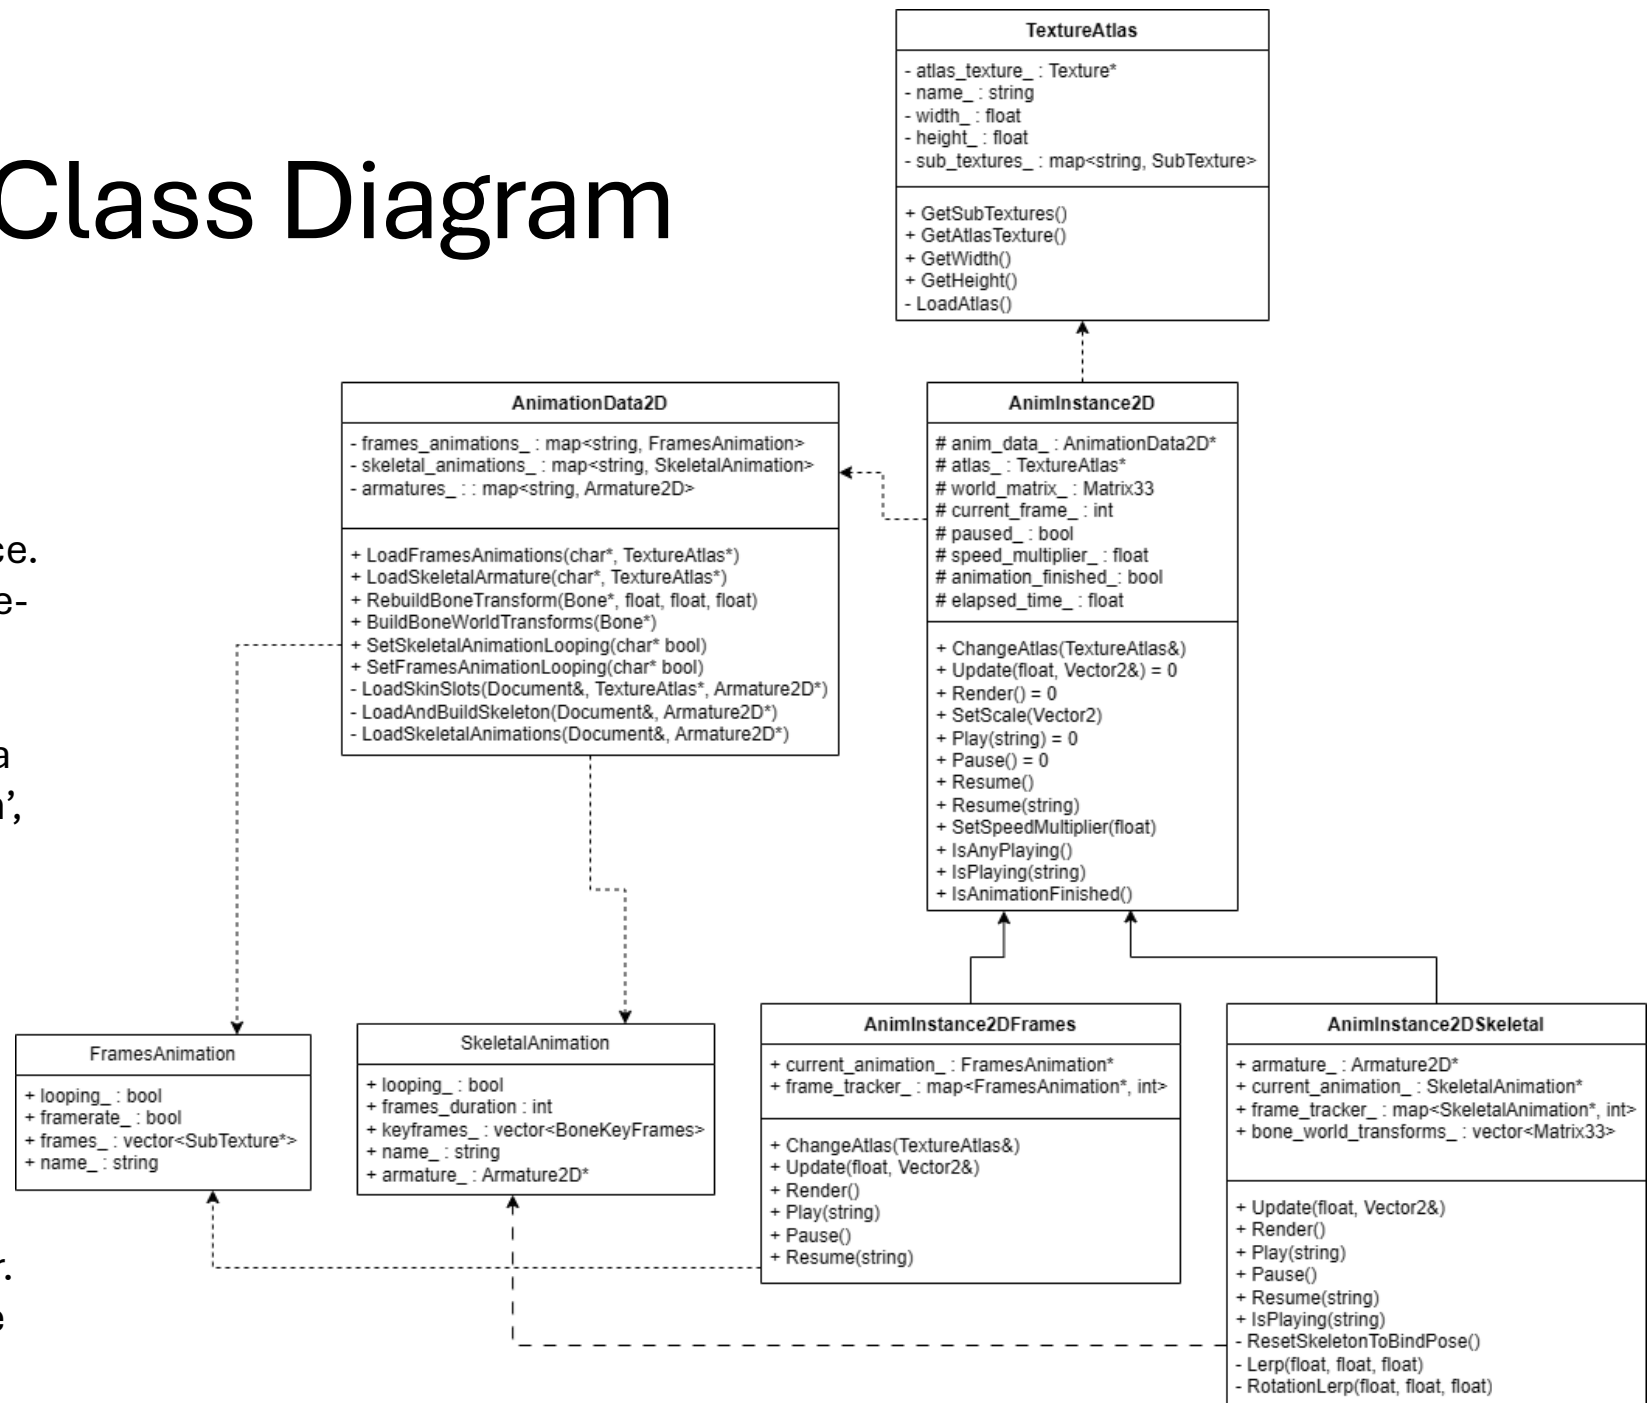 Class Diagram
ce.
e-
a
n’,
r.
e
TextureAtlas
- atlas_texture_ : Texture*
- name_ : string
- width_ : float
- height_ : float
- sub_textures_ : map<string, SubTexture>
+ GetSubTextures()
+ GetAtlasTexture()
+ GetWidth()
+ GetHeight()
- LoadAtlas()
AnimationData2D
- frames_animations_ : map<string, FramesAnimation>
- skeletal_animations_ : map<string, SkeletalAnimation>
- armatures_ : : map<string, Armature2D>
+ LoadFramesAnimations(char*, TextureAtlas*)
+ LoadSkeletalArmature(char*, TextureAtlas*)
+ RebuildBoneTransform(Bone*, float, float, float)
+ BuildBoneWorldTransforms(Bone*)
+ SetSkeletalAnimationLooping(char* bool)
+ SetFramesAnimationLooping(char* bool)
- LoadSkinSlots(Document&, TextureAtlas*, Armature2D*)
- LoadAndBuildSkeleton(Document&, Armature2D*)
- LoadSkeletalAnimations(Document&, Armature2D*)
AnimInstance2D
# anim_data_ : AnimationData2D*
# atlas_ : TextureAtlas*
# world_matrix_ : Matrix33
# current_frame_ : int
# paused_ : bool
# speed_multiplier_ : float
# animation_finished_: bool
# elapsed_time_ : float
+ ChangeAtlas(TextureAtlas&)
+ Update(float, Vector2&) = 0
+ Render() = 0
+ SetScale(Vector2)
+ Play(string) = 0
+ Pause() = 0
+ Resume()
+ Resume(string)
+ SetSpeedMultiplier(float)
+ IsAnyPlaying()
+ IsPlaying(string)
+ IsAnimationFinished()
FramesAnimation
+ looping_ : bool
+ framerate_ : bool
+ frames_ : vector<SubTexture*>
+ name_ : string
SkeletalAnimation
+ looping_ : bool
+ frames_duration : int
+ keyframes_ : vector<BoneKeyFrames>
+ name_ : string
+ armature_ : Armature2D*
AnimInstance2DFrames
+ current_animation_ : FramesAnimation*
+ frame_tracker_ : map<FramesAnimation*, int>
+ ChangeAtlas(TextureAtlas&)
+ Update(float, Vector2&)
+ Render()
+ Play(string)
+ Pause()
+ Resume(string)
AnimInstance2DSkeletal
+ armature_ : Armature2D*
+ current_animation_ : SkeletalAnimation*
+ frame_tracker_ : map<SkeletalAnimation*, int>
+ bone_world_transforms_ : vector<Matrix33>
+ Update(float, Vector2&)
+ Render()
+ Play(string)
+ Pause()
+ Resume(string)
+ IsPlaying(string)
- ResetSkeletonToBindPose()
- Lerp(float, float, float)
- RotationLerp(float, float, float)